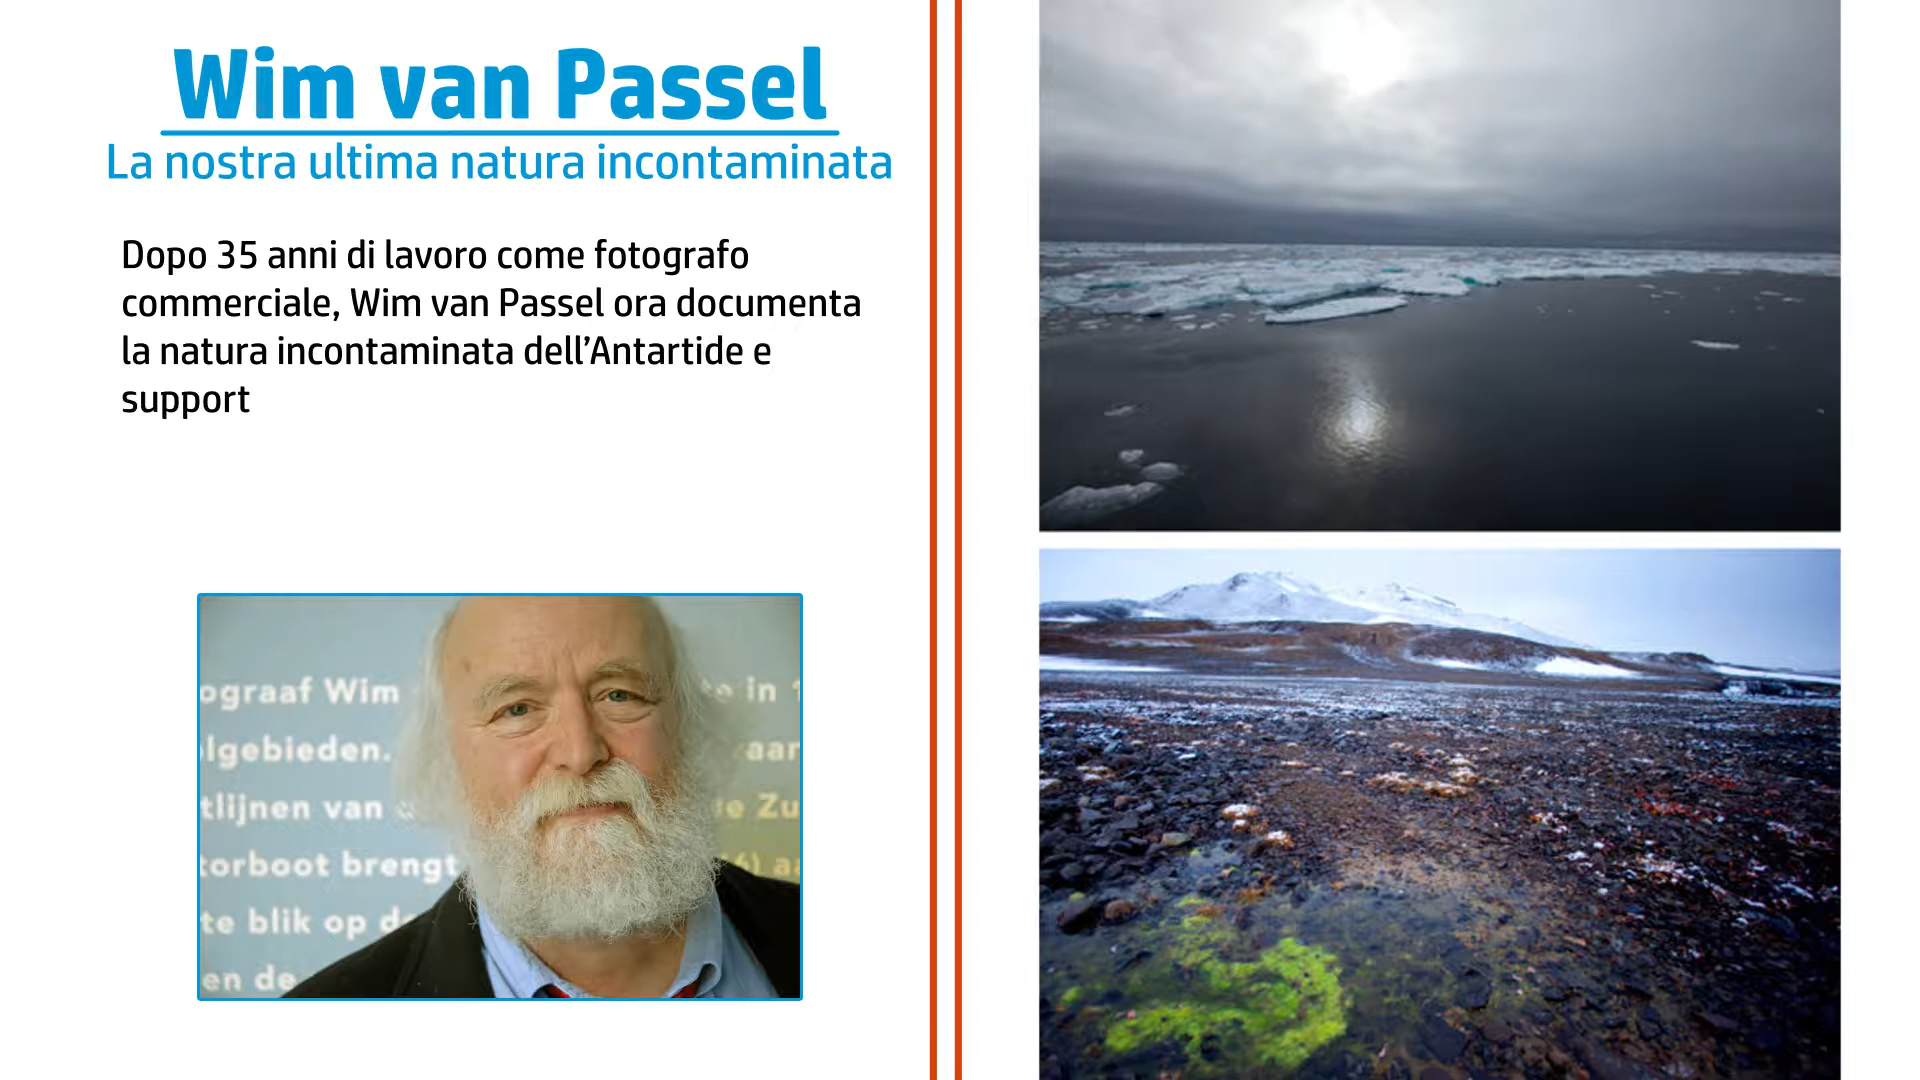 Wim van Passel
La nostra ultima natura incontaminata
Dopo 35 anni di lavoro come fotografo
commerciale, Wim van Passel ora documenta
la natura incontaminata dell’Antartide e
support
ograaf Wim
in
lgebieden.
tlijnen van
Zu
torboot brengt
te blik op
en de